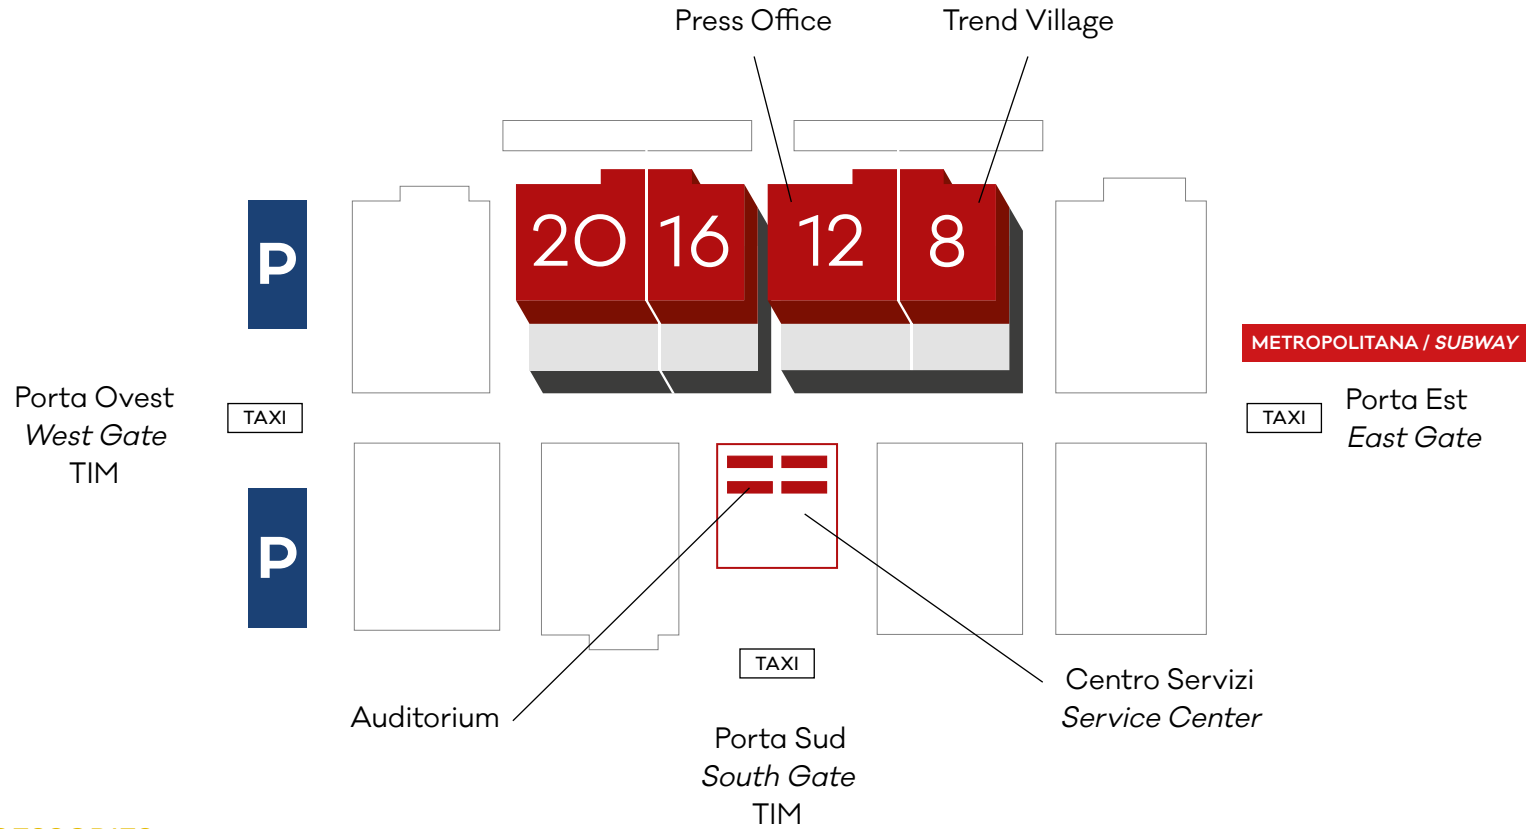 Press Office
Trend Village
20
16
12
8
P
METROPOLITANA / SUBWAY
Porta Ovest
West Gate
TIM
TAXI
TAXI
Porta Est
East Gate
P
TAXI
Auditorium
Centro Servizi
Service Center
Porta Sud
South Gate
TIM